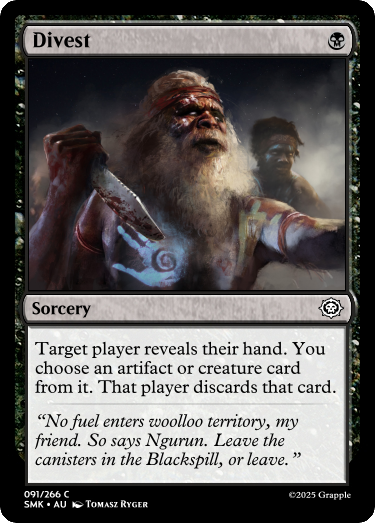 Divest
Sorcery
Target player reveals their hand. You
choose an artifact or creature card
from it. That player discards that card.
“No fuel enters woolloo territory, my
friend. So says Ngurun. Leave the
canisters in the Blackspill, or leave.”
091/266 C
SMK • AU Tomasz Ryger
©2025 Grapple